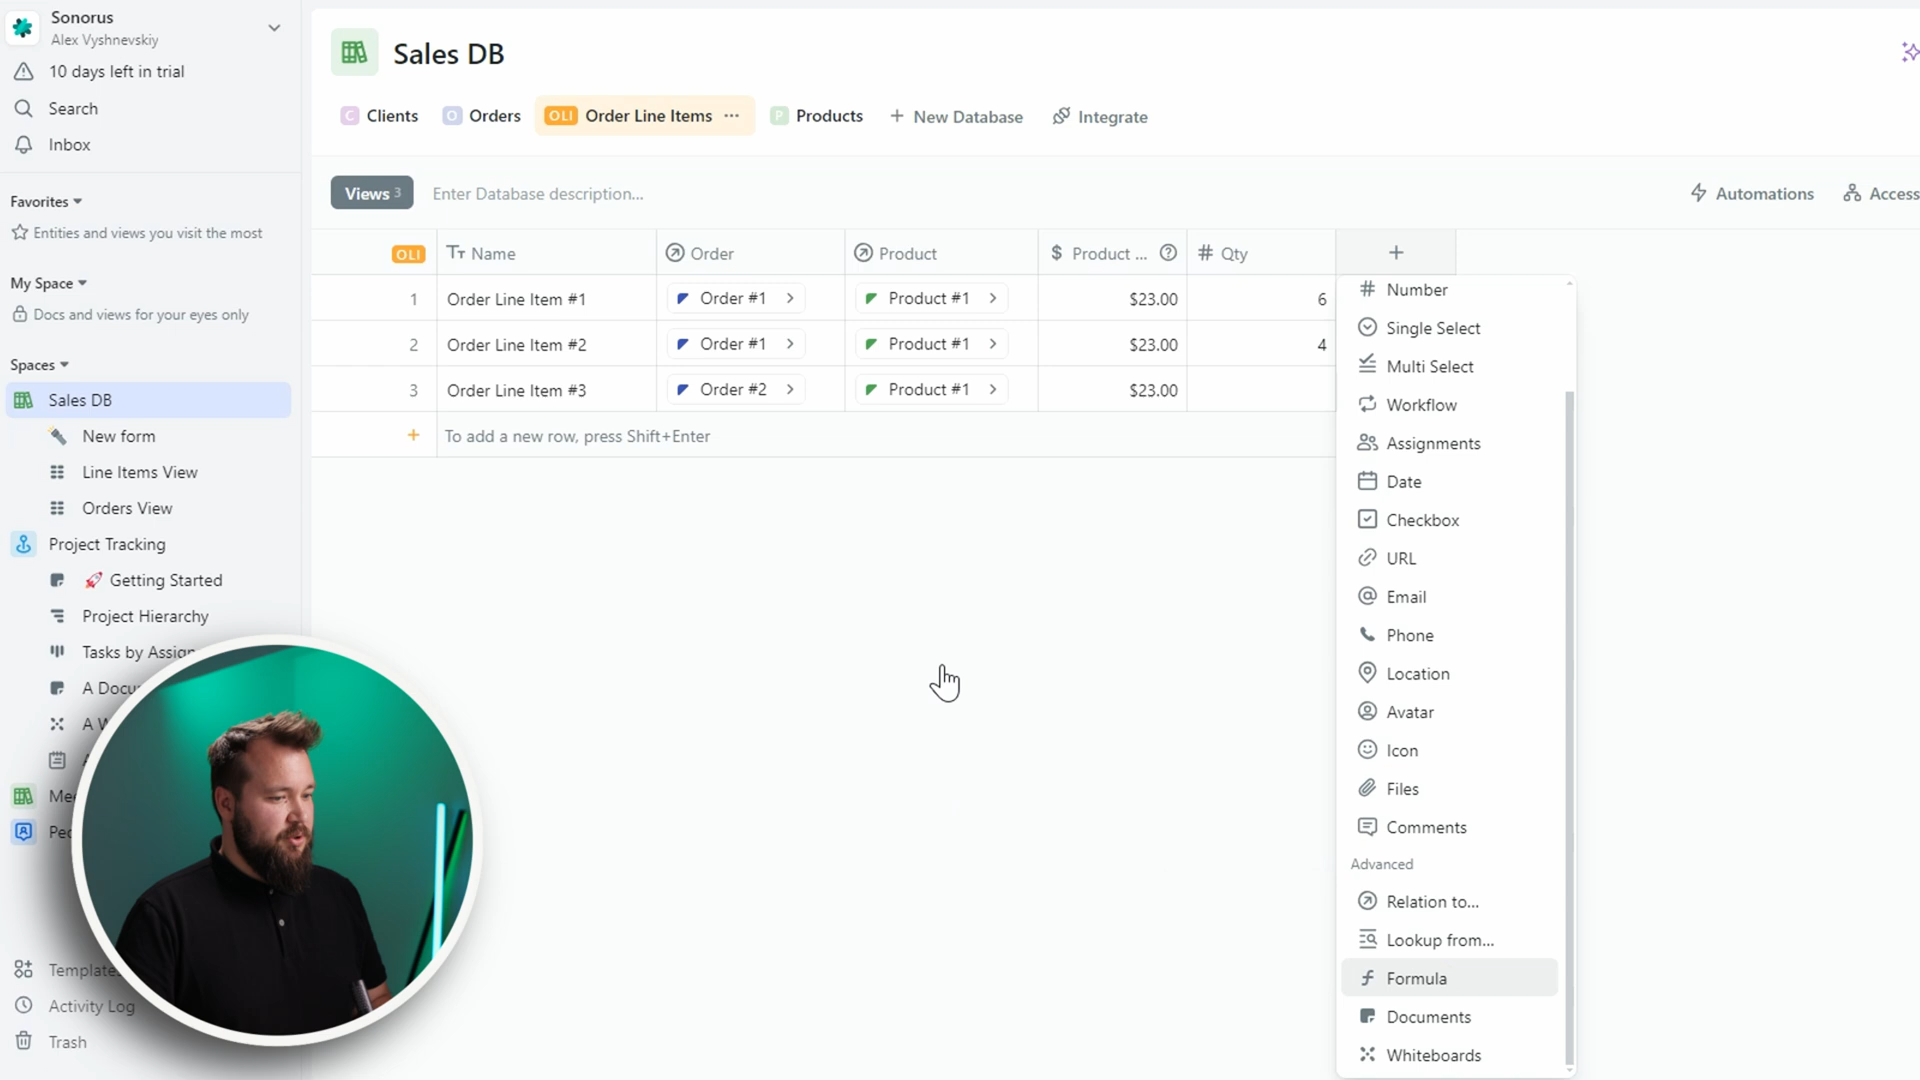 Sonorus
Alex Vyshnevskiy
10 days left in trial
Search
Inbox
Favorites
Entities and views you visit the most
My Space
Docs and views for your eyes only
Spaces
Sales DB
New form
Line Items View
Orders View
Project Tracking
🚀 Getting Started
Project Hierarchy
Tasks by Assign
A Docu
A W
Me
Peo
Templates
Activity Log
Trash
Sales DB
C Clients
O Orders
OLI Order Line Items ...
P Products
+ New Database
Integrate
Views 3
Enter Database description...
Automations
Access
OLI Name Order Product $ Product ... ? # Qty +
1 Order Line Item #1 Order #1 Product #1 $23.00 6
2 Order Line Item #2 Order #1 Product #1 $23.00 4
3 Order Line Item #3 Order #2 Product #1 $23.00
+ To add a new row, press Shift+Enter
# Number
Single Select
Multi Select
Workflow
Assignments
Date
Checkbox
URL
Email
Phone
Location
Avatar
Icon
Files
Comments
Advanced
Relation to...
Lookup from...
Formula
Documents
Whiteboards